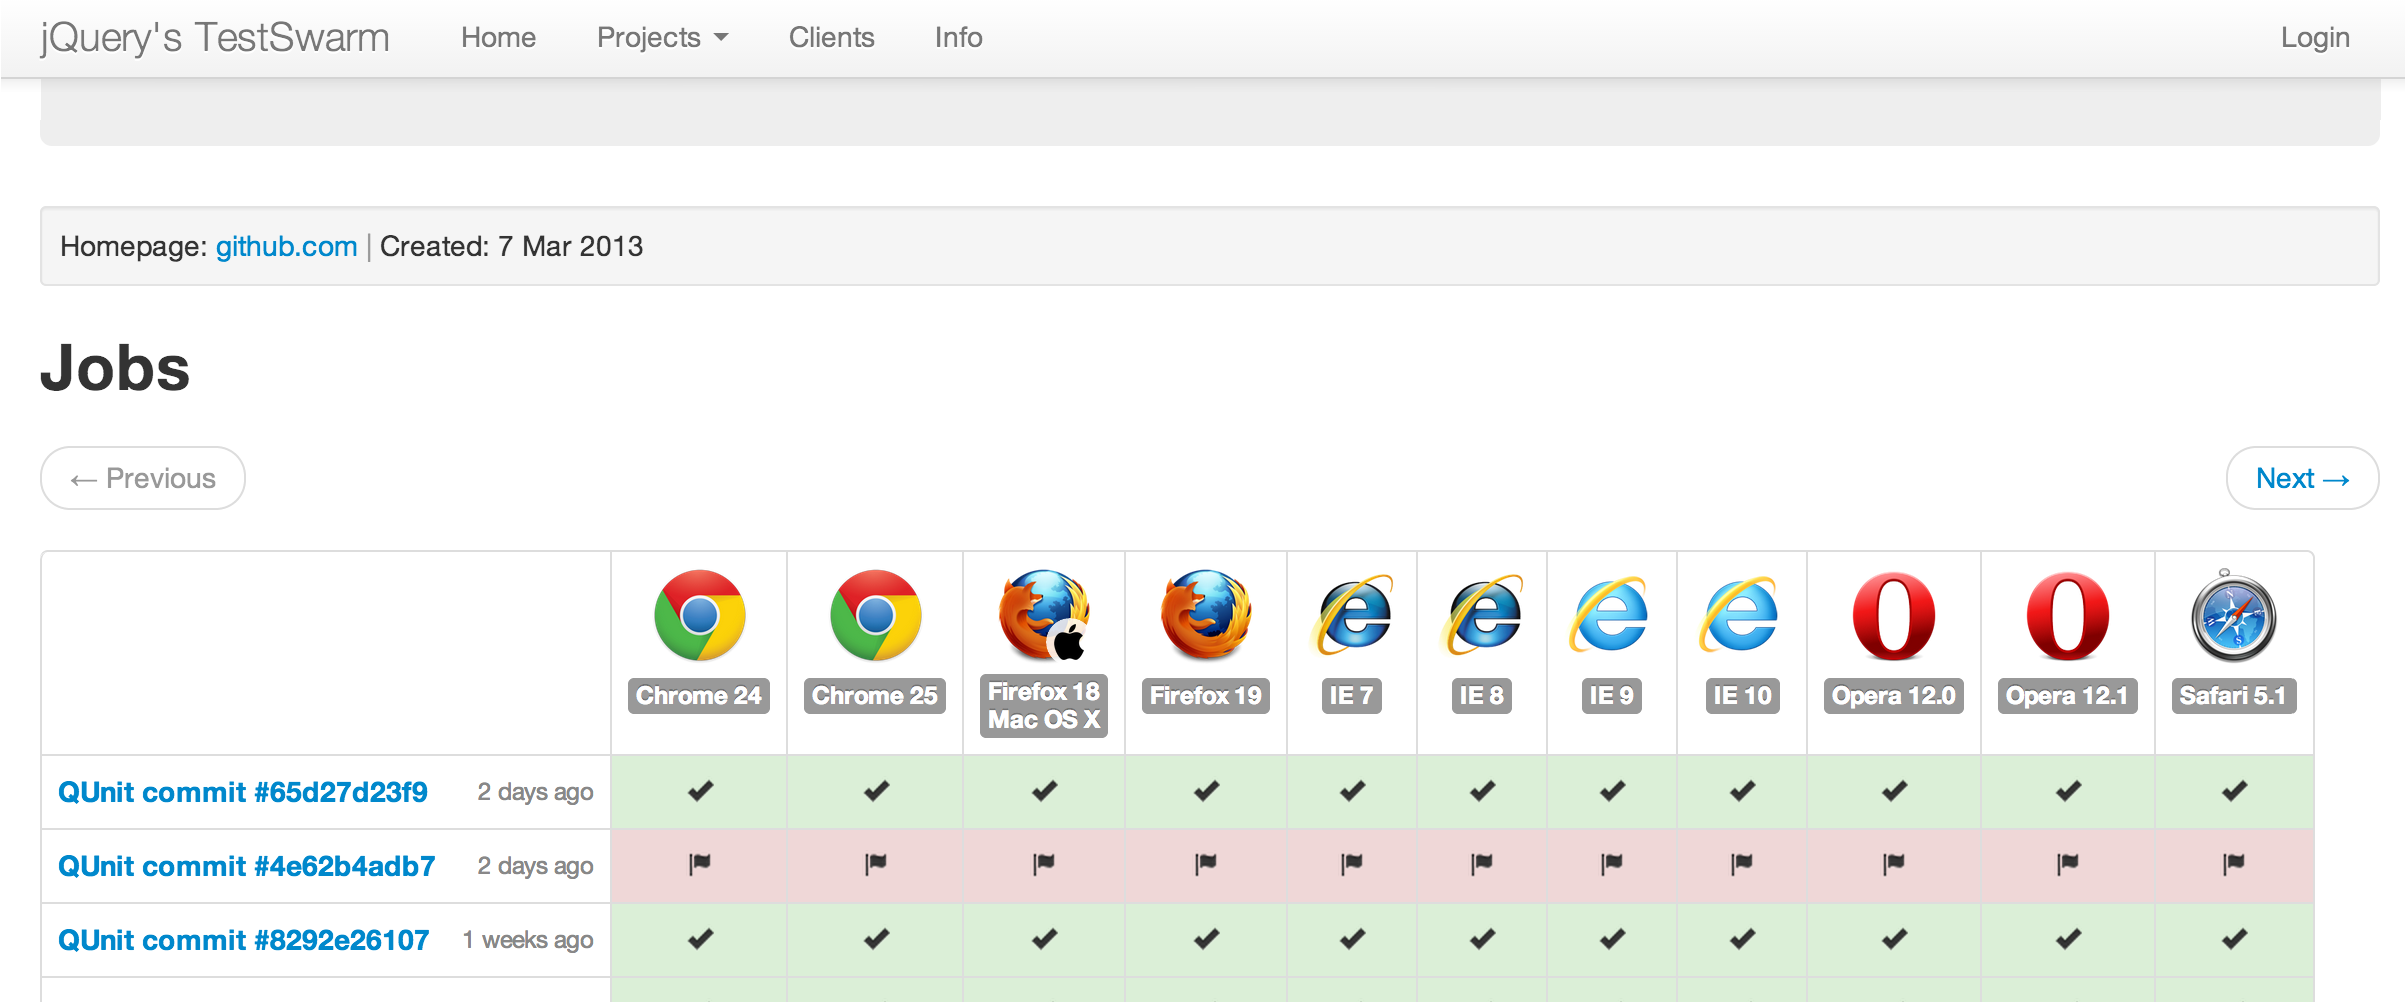 jQuery's TestSwarm Home Projects Clients Info Login
Homepage: github.com | Created: 7 Mar 2013
Jobs
← Previous Next →
Chrome 24 Chrome 25 Firefox 18 Mac OS X Firefox 19 IE 7 IE 8 IE 9 IE 10 Opera 12.0 Opera 12.1 Safari 5.1
QUnit commit #65d27d23f9 2 days ago
QUnit commit #4e62b4adb7 2 days ago
QUnit commit #8292e26107 1 weeks ago